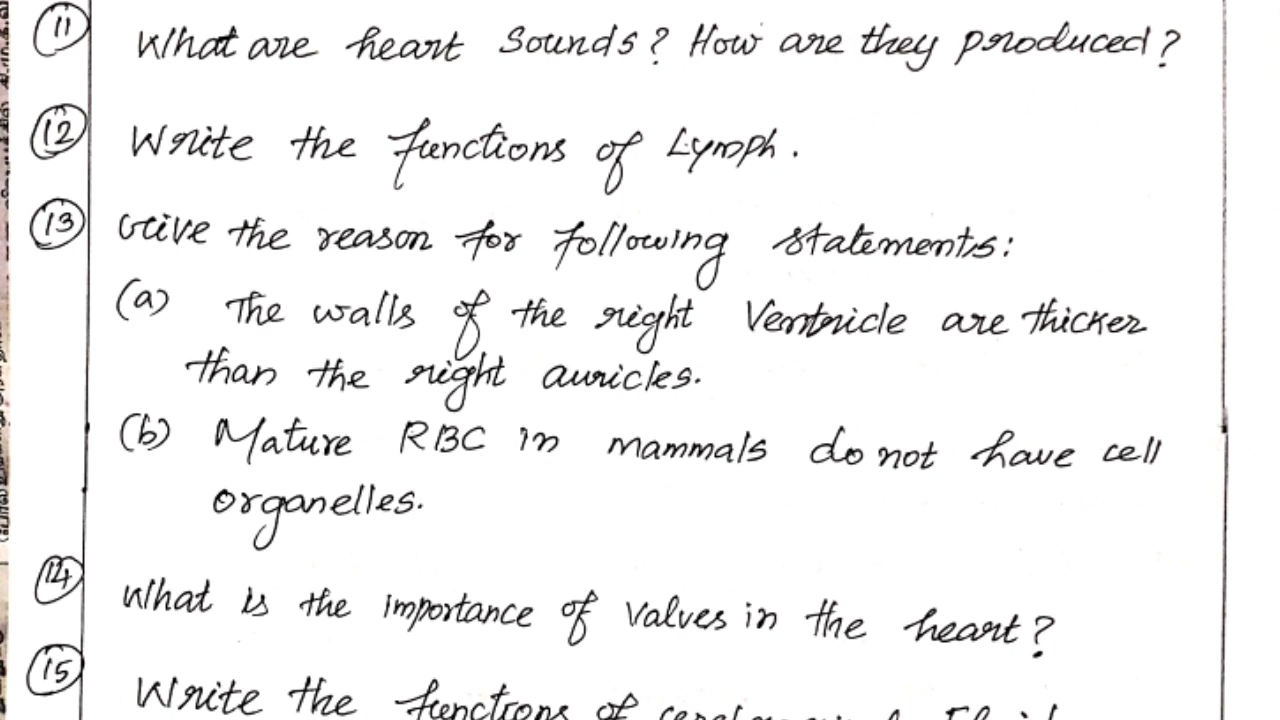 11 What are heart Sounds? How are they produced?
12 Write the functions of Lymph.
13 Give the reason for following statements:
(a) The walls of the right Ventricle are thicker
than the right auricles.
(b) Mature RBC in mammals do not have cell
organelles.
14 What is the importance of valves in the heart?
15 Write the functions of